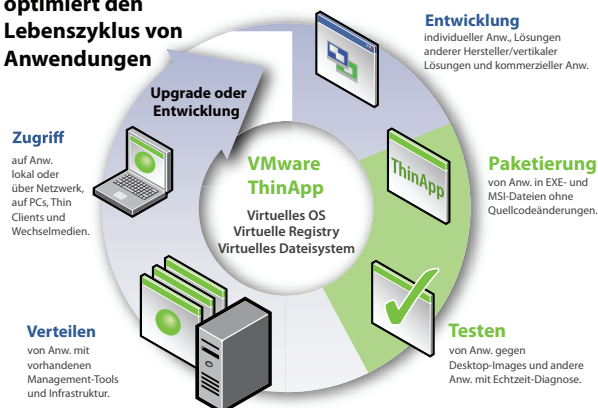 optimiert den
Lebenszyklus von
Anwendungen
Upgrade oder
Entwicklung
Entwicklung
individueller Anw., Lösungen
anderer Hersteller/vertikaler
Lösungen und kommerzieller Anw.
ThinApp
Paketierung
von Anw. in EXE- und
MSI-Dateien ohne
Quellcodeänderungen.
Testen
von Anw. gegen
Desktop-Images und andere
Anw. mit Echtzeit-Diagnose.
Verteilen
von Anw. mit
vorhandenen
Management-Tools
und Infrastruktur.
Zugriff
auf Anw.
lokal oder
über Netzwerk,
auf PCs, Thin
Clients und
Wechselmedien.
VMware
ThinApp
Virtuelles OS
Virtuelle Registry
Virtuelles Dateisystem